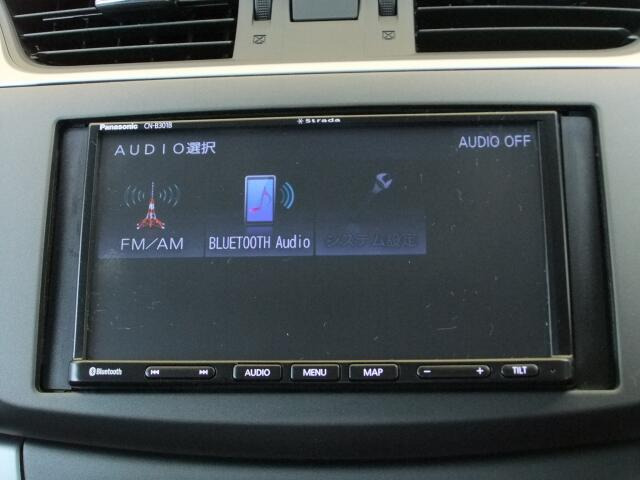 Panasonic CN-B301B
Strada
AUDIO選択
AUDIO OFF
FM/AM
BLUETOOTH Audio
システム設定
Bluetooth
AUDIO
MENU
MAP
−
+
TILT